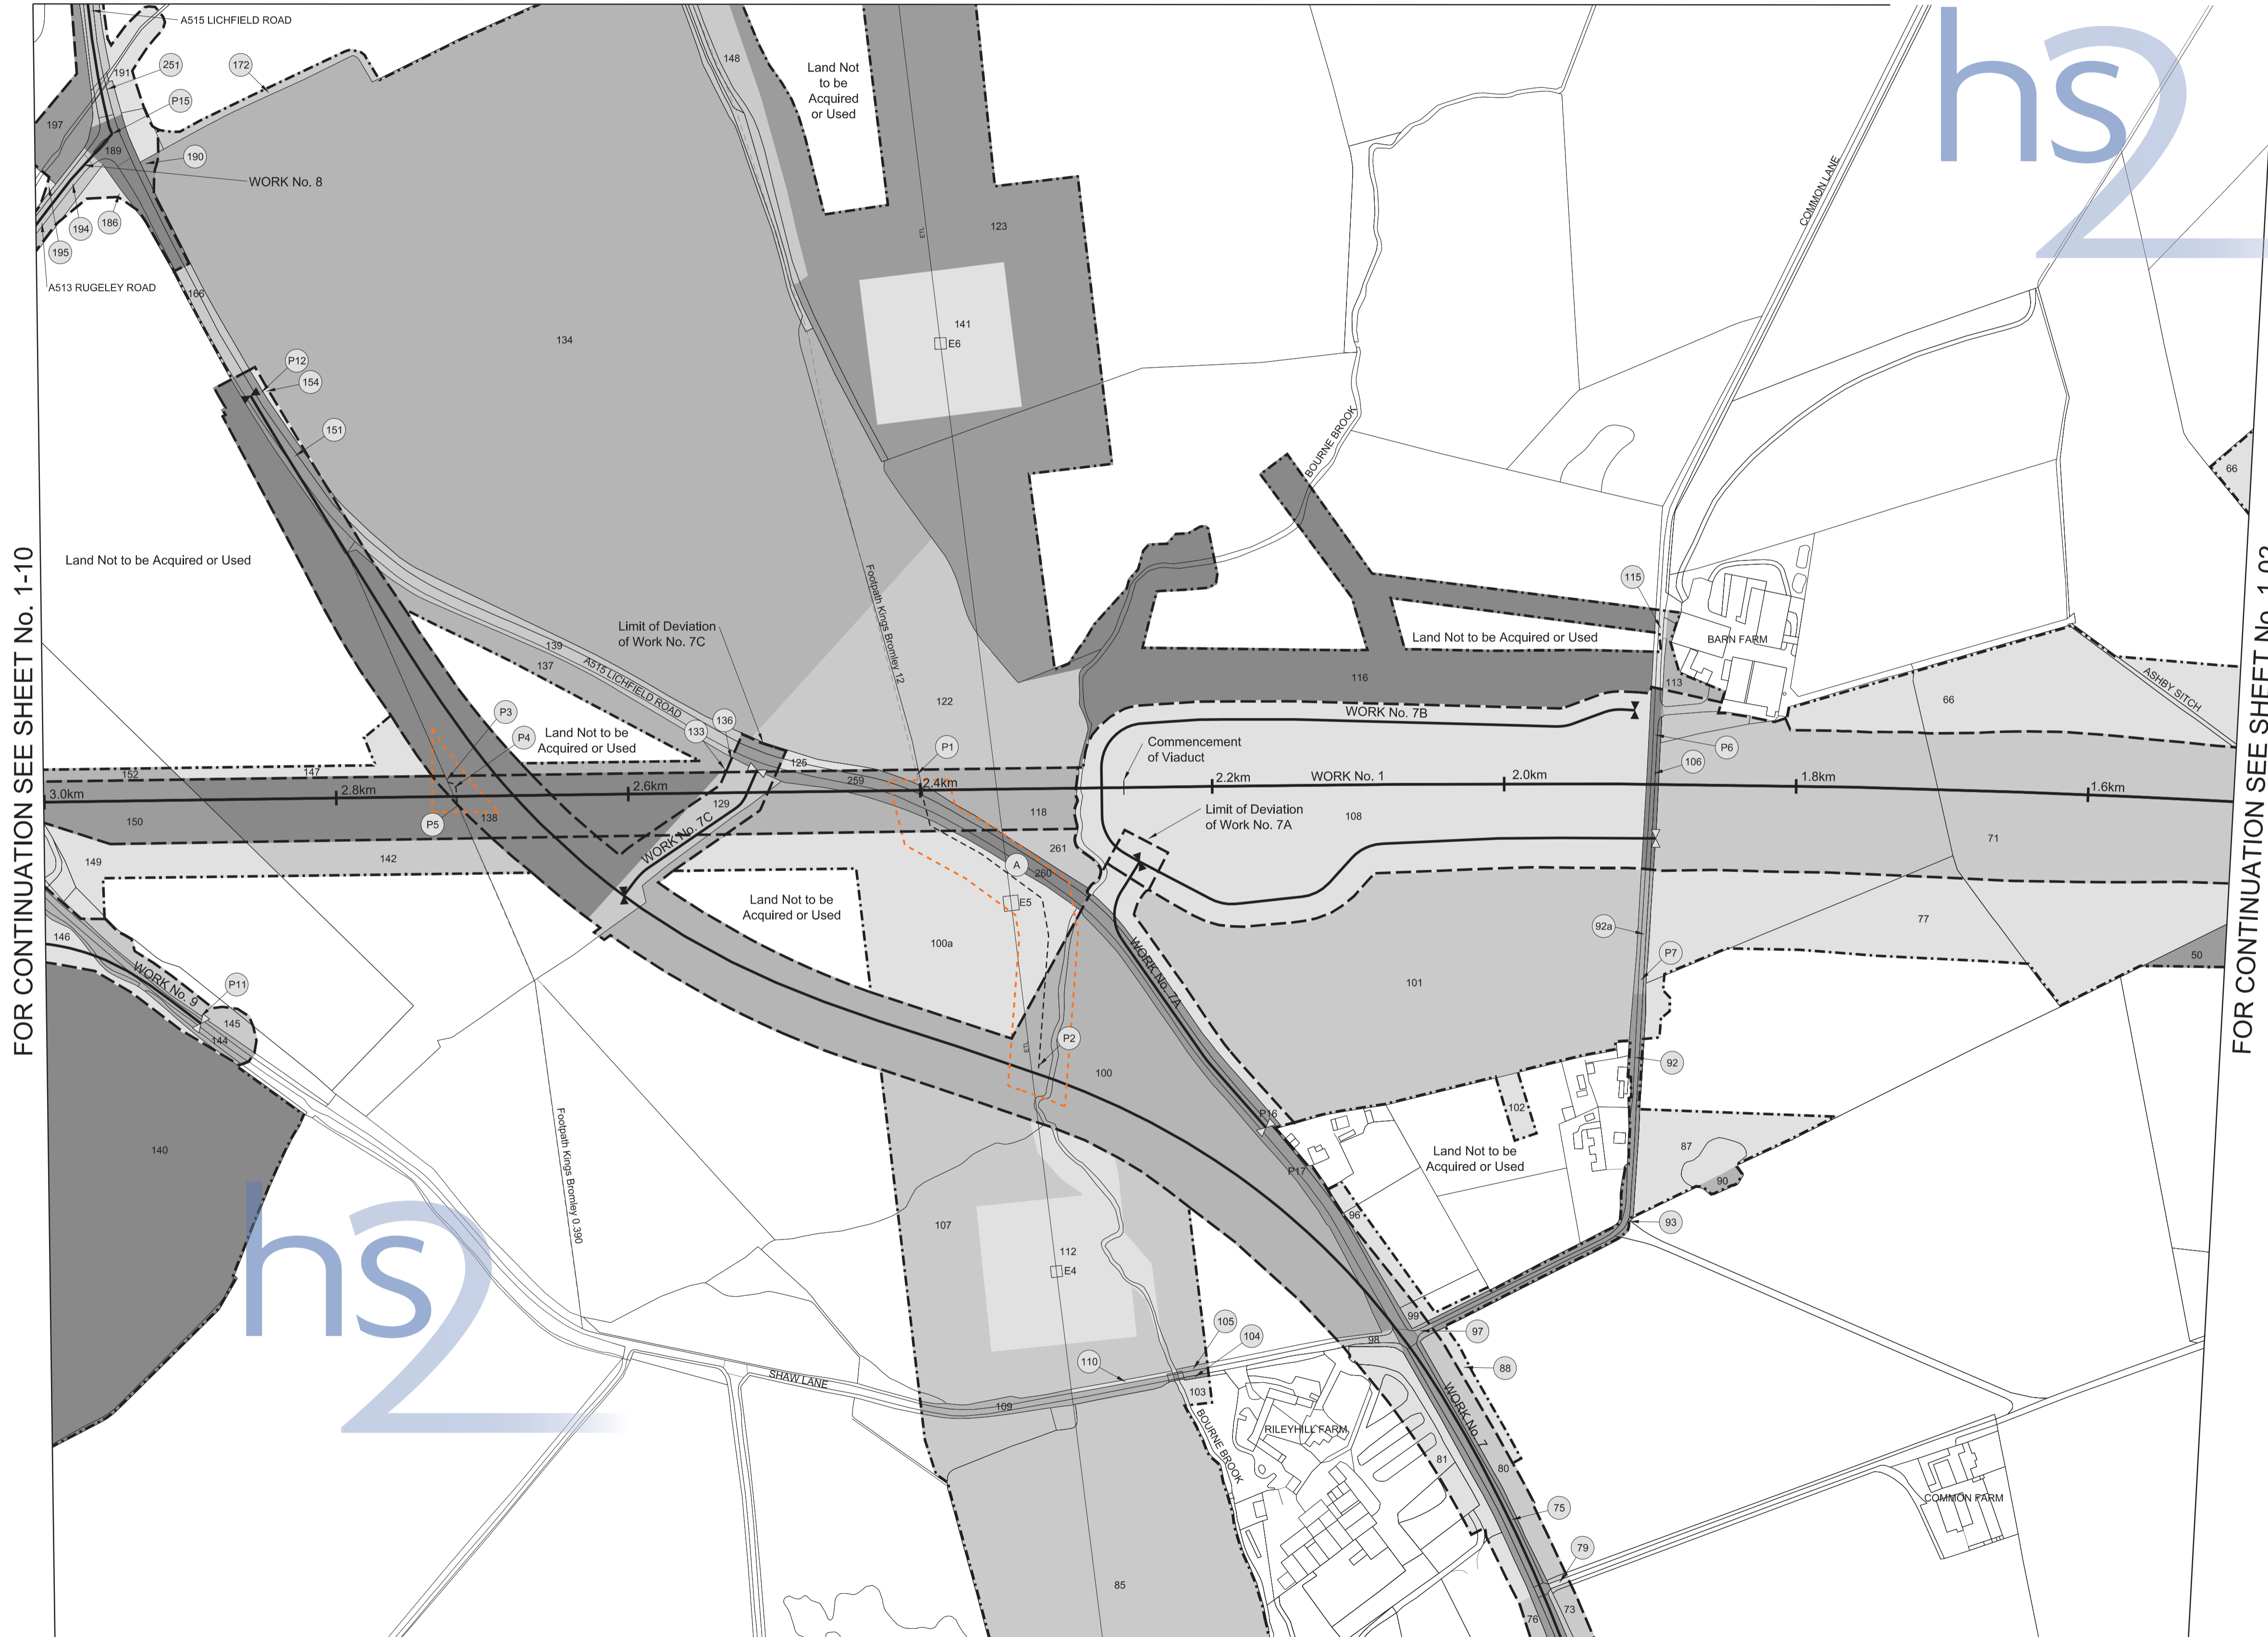 A515 LICHFIELD ROAD
191
251
172
P15
197
189
190
WORK No. 8
194
186
195
A513 RUGELEY ROAD
166
148
Land Not
to be
Acquired
or Used
123
ETL
141
E6
134
hs2
COMMON LANE
BOURNE BROOK
P12
154
151
66
FOR CONTINUATION SEE SHEET No. 1-10
Land Not to be Acquired or Used
Footpath Kings Bromley 12
115
BARN FARM
Land Not to be Acquired or Used
Limit of Deviation
of Work No. 7C
139
137
A515 LICHFIELD ROAD
116
113
66
ASHBY SITCH
122
WORK No. 7B
P3
P4
136
133
Land Not to be
Acquired or Used
P1
Commencement
of Viaduct
P6
106
125
152
147
259
3.0km
2.8km
2.6km
2.4km
2.2km
WORK No. 1
2.0km
1.8km
1.6km
129
118
Limit of Deviation
of Work No. 7A
108
150
P5
138
WORK No. 7C
71
149
142
261
A
260
Land Not to be
Acquired or Used
E5
77
92a
146
100a
WORK No. 9
WORK No. 7A
P7
50
P11
101
145
144
ETL
P2
92
100
102
P16
87
140
Land Not to be
Acquired or Used
P17
90
Footpath Kings Bromley 0.390
107
96
93
hs2
112
E4
99
105
104
98
97
110
88
SHAW LANE
103
109
BOURNE BROOK
RILEYHILL FARM
WORK No. 7
81
80
COMMON FARM
75
79
85
76
73